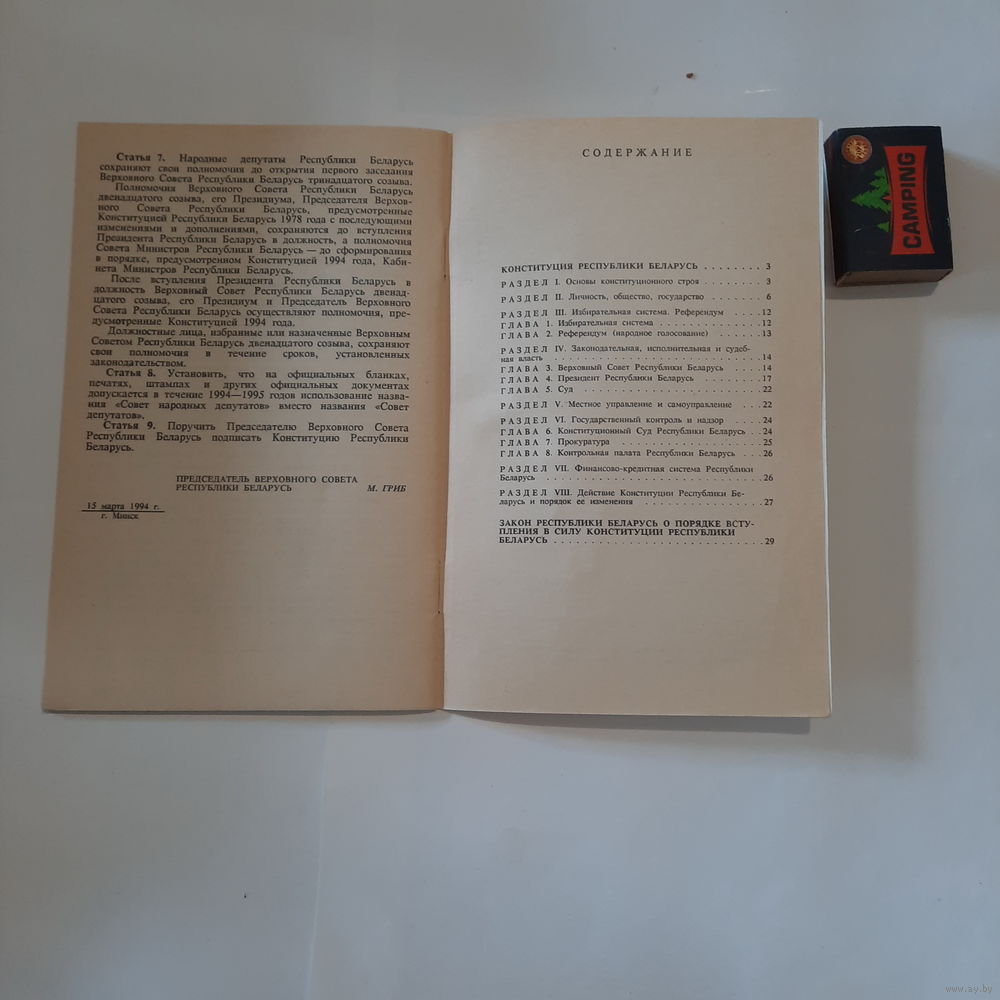 Статья 7. Народные депутаты Республики Беларусь
сохраняют свои полномочия до открытия первого заседания
Верховного Совета Республики Беларусь тринадцатого созыва.
Полномочия Верховного Совета Республики Беларусь
двенадцатого созыва, его Президиума, Председателя Верхов-
ного Совета Республики Беларусь, предусмотренные
Конституцией Республики Беларусь 1978 года с последующими
изменениями и дополнениями, сохраняются до вступления
Президента Республики Беларусь в должность, а полномочия
Совета Министров Республики Беларусь — до сформирования
в порядке, предусмотренном Конституцией 1994 года, Каби-
нета Министров Республики Беларусь.
После вступления Президента Республики Беларусь в
должность Верховный Совет Республики Беларусь двенад-
цатого созыва, его Президиум и Председатель Верховного
Совета Республики Беларусь осуществляют полномочия, пре-
дусмотренные Конституцией 1994 года.
Должностные лица, избранные или назначенные Верховным
Советом Республики Беларусь двенадцатого созыва, сохраняют
свои полномочия в течение сроков, установленных
законодательством.
Статья 8. Установить, что на официальных бланках,
печатях, штампах и других официальных документах
допускается в течение 1994—1995 годов использование назва-
ния «Совет народных депутатов» вместо названия «Совет
депутатов».
Статья 9. Поручить Председателю Верховного Совета
Республики Беларусь подписать Конституцию Республики
Беларусь.
ПРЕДСЕДАТЕЛЬ ВЕРХОВНОГО СОВЕТА
РЕСПУБЛИКИ БЕЛАРУСЬ М. ГРИБ
15 марта 1994 г.
г. Минск
СОДЕРЖАНИЕ
КОНСТИТУЦИЯ РЕСПУБЛИКИ БЕЛАРУСЬ . . . . . . . . 3
РАЗДЕЛ I. Основы конституционного строя . . . . . . . . 3
РАЗДЕЛ II. Личность, общество, государство . . . . . . . 6
РАЗДЕЛ III. Избирательная система. Референдум . . . . 12
ГЛАВА 1. Избирательная система . . . . . . . . . . . . 12
ГЛАВА 2. Референдум (народное голосование) . . . . . . 13
РАЗДЕЛ IV. Законодательная, исполнительная и судеб-
ная власть . . . . . . . . . . . . . . . . . . . . . . 14
ГЛАВА 3. Верховный Совет Республики Беларусь . . . . . 14
ГЛАВА 4. Президент Республики Беларусь . . . . . . . . 17
ГЛАВА 5. Суд . . . . . . . . . . . . . . . . . . . . . 22
РАЗДЕЛ V. Местное управление и самоуправление . . . . 22
РАЗДЕЛ VI. Государственный контроль и надзор . . . . 24
ГЛАВА 6. Конституционный Суд Республики Беларусь . . 24
ГЛАВА 7. Прокуратура . . . . . . . . . . . . . . . . . 25
ГЛАВА 8. Контрольная палата Республики Беларусь . . . 26
РАЗДЕЛ VII. Финансово-кредитная система Республики
Беларусь . . . . . . . . . . . . . . . . . . . . . . . 26
РАЗДЕЛ VIII. Действие Конституции Республики Бе-
ларусь и порядок ее изменения . . . . . . . . . . . . 27
ЗАКОН РЕСПУБЛИКИ БЕЛАРУСЬ О ПОРЯДКЕ ВСТУ-
ПЛЕНИЯ В СИЛУ КОНСТИТУЦИИ РЕСПУБЛИКИ
БЕЛАРУСЬ . . . . . . . . . . . . . . . . . . . . . . . 29
CAMPING
www.ay.by